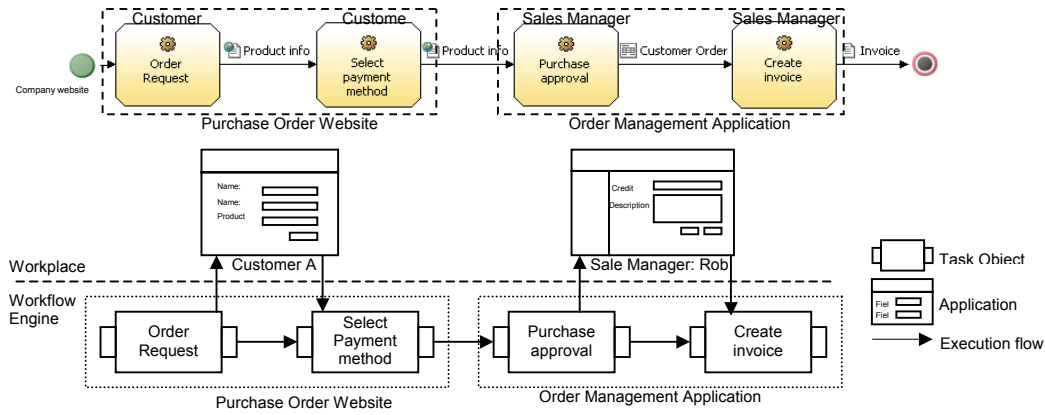 Customer
Custome
Sales Manager
Sales Manager
Order
Request
Product info
Select
payment
method
Product info
Purchase
approval
Customer Order
Create
invoice
Invoice
Company website
Purchase Order Website
Order Management Application
Name:
Name:
Product
Credit
Description
Customer A
Sale Manager: Rob
Workplace
Workflow
Engine
Order
Request
Select
Payment
method
Purchase
approval
Create
invoice
Purchase Order Website
Order Management Application
Task Object
Fiel
Fiel
Application
Execution flow